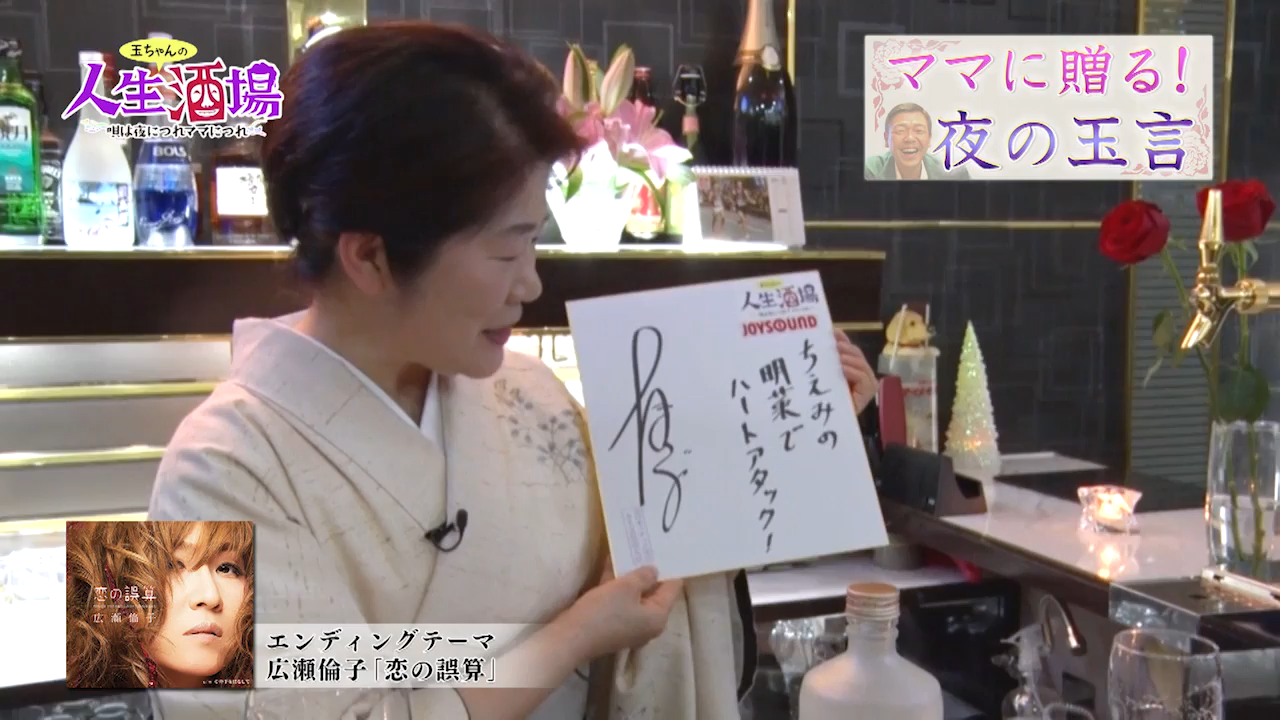 玉ちゃんの
人生酒場
唄は夜につれママにつれ
ママに贈る!
夜の玉言
BOLS
人生酒場
JOYSOUND
ちえみの
明菜で
ハートアタック!
恋の誤算
広瀬倫子
エンディングテーマ
広瀬倫子「恋の誤算」